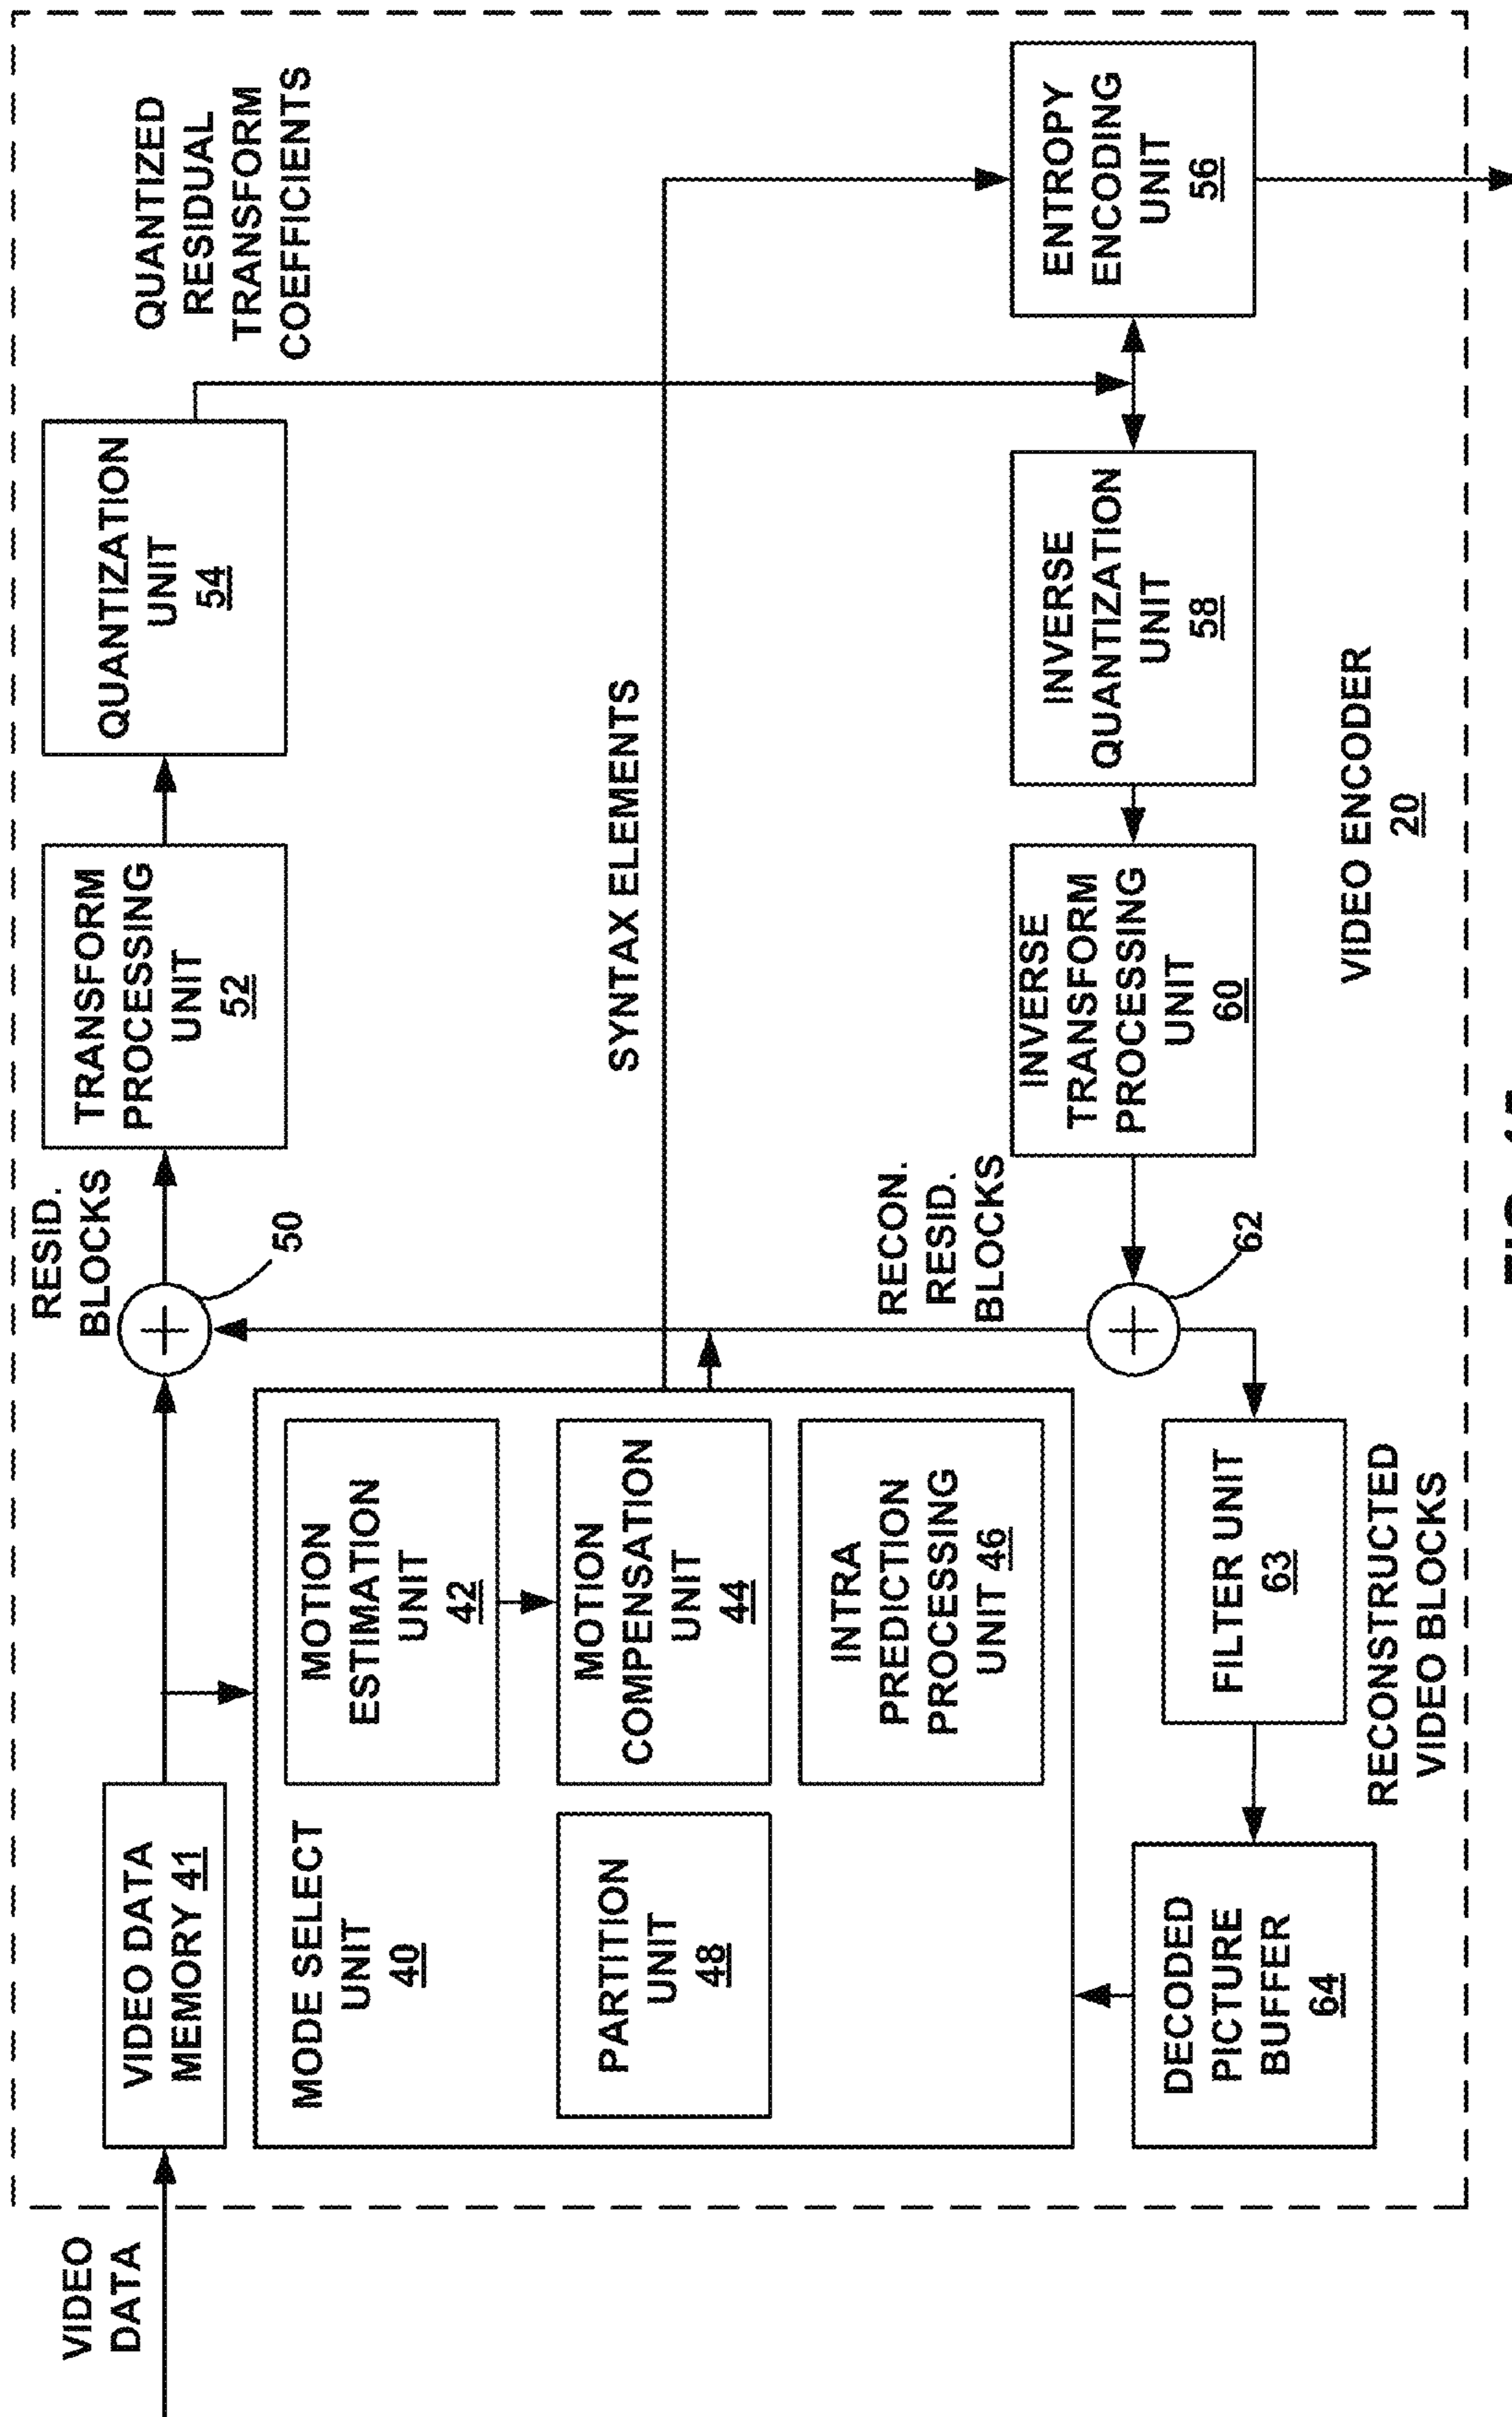 VIDEO
DATA
VIDEO DATA
MEMORY 41
RESID.
BLOCKS
50
TRANSFORM
PROCESSING
UNIT
52
QUANTIZATION
UNIT
54
QUANTIZED
RESIDUAL
TRANSFORM
COEFFICIENTS
MODE SELECT
UNIT
40
MOTION
ESTIMATION
UNIT
42
PARTITION
UNIT
48
MOTION
COMPENSATION
UNIT
44
INTRA
PREDICTION
PROCESSING
UNIT 46
SYNTAX ELEMENTS
RECON.
RESID.
BLOCKS
62
INVERSE
TRANSFORM
PROCESSING
UNIT
60
INVERSE
QUANTIZATION
UNIT
58
ENTROPY
ENCODING
UNIT
56
DECODED
PICTURE
BUFFER
64
FILTER UNIT
63
RECONSTRUCTED
VIDEO BLOCKS
VIDEO ENCODER
20